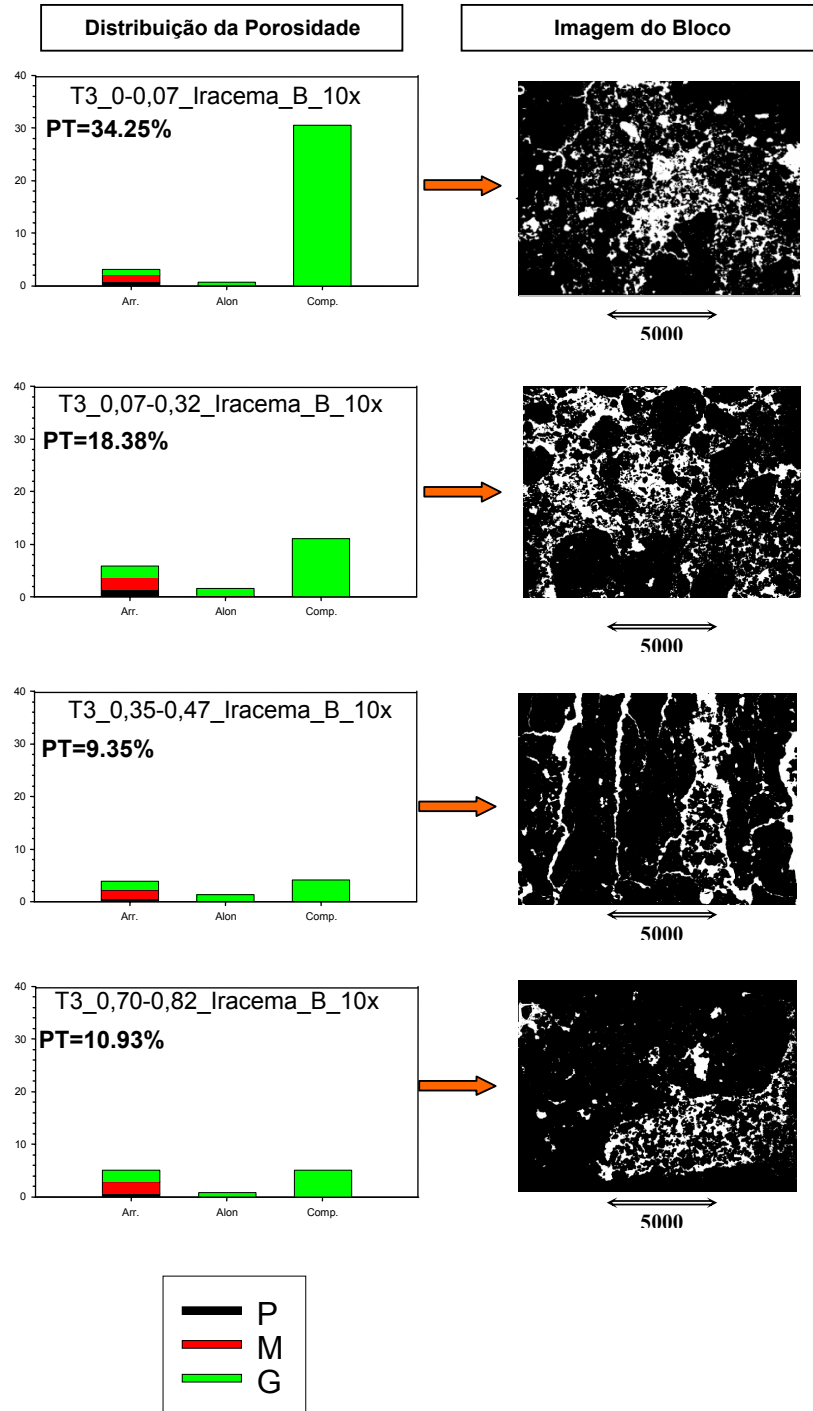 Distribuição da Porosidade
Imagem do Bloco
40
30
20
10
0
T3_0-0,07_Iracema_B_10x
PT=34.25%
Arr.
Alon
Comp.
5000
40
30
20
10
0
T3_0,07-0,32_Iracema_B_10x
PT=18.38%
Arr.
Alon
Comp.
5000
40
30
20
10
0
T3_0,35-0,47_Iracema_B_10x
PT=9.35%
Arr.
Alon
Comp.
5000
40
30
20
10
0
T3_0,70-0,82_Iracema_B_10x
PT=10.93%
Arr.
Alon
Comp.
5000
P
M
G